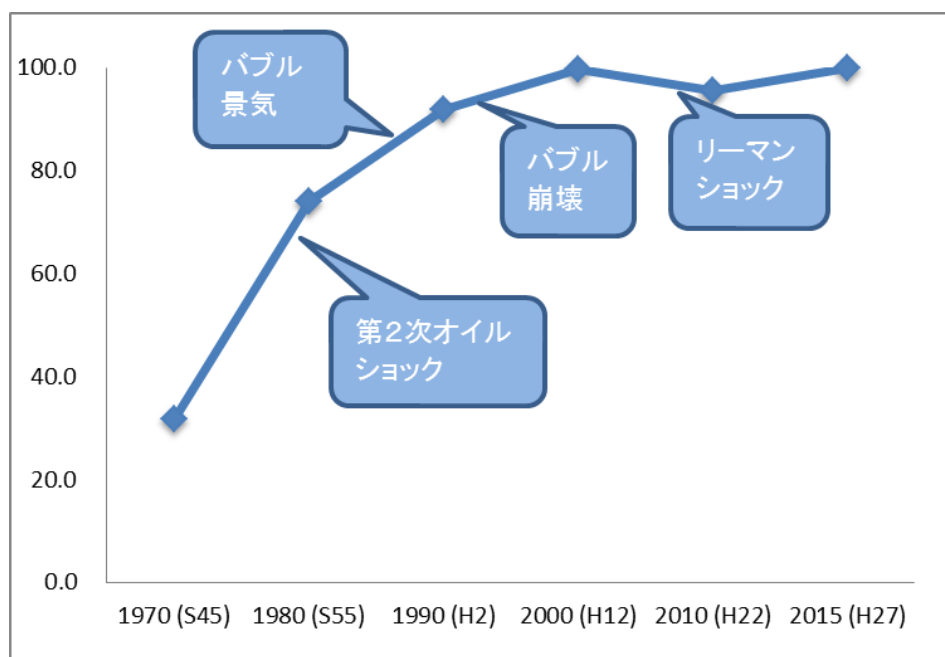 100.0
80.0
60.0
40.0
20.0
0.0
バブル
景気
バブル
崩壊
リーマン
ショック
第２次オイル
ショック
1970 (S45)
1980 (S55)
1990 (H2)
2000 (H12)
2010 (H22)
2015 (H27)